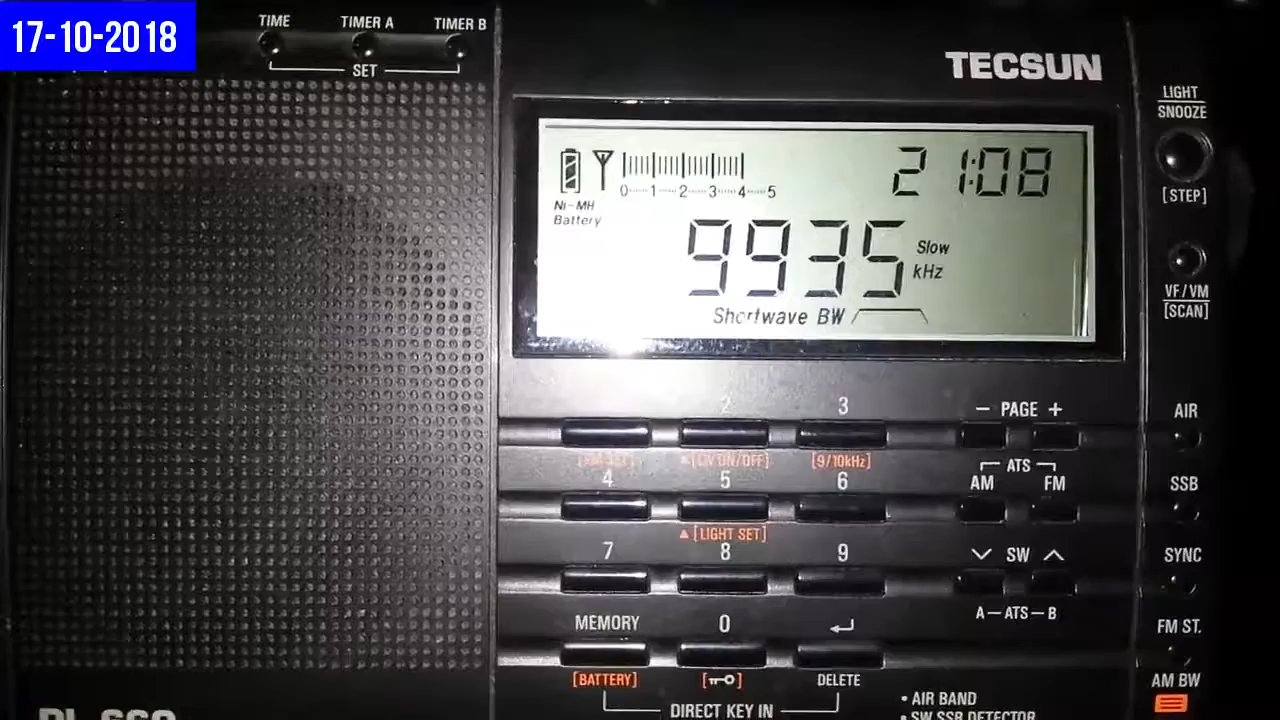 17-10-2018
TIME TIMER A TIMER B
SET
TECSUN
LIGHT
SNOOZE
[STEP]
21:08
0 1 2 3 4 5
Ni-MH
Battery
9935 Slow
kHz
Shortwave BW
VF/VM
[SCAN]
2 3
- PAGE +
AIR
[9/10kHz]
ATS
4 5 6
AM FM
SSB
▲[LIGHT SET]
7 8 9
SW
SYNC
A-ATS-B
MEMORY 0
FM ST.
[BATTERY] DELETE
AM BW
DIRECT KEY IN
• AIR BAND
• SW SSB DETECTOR